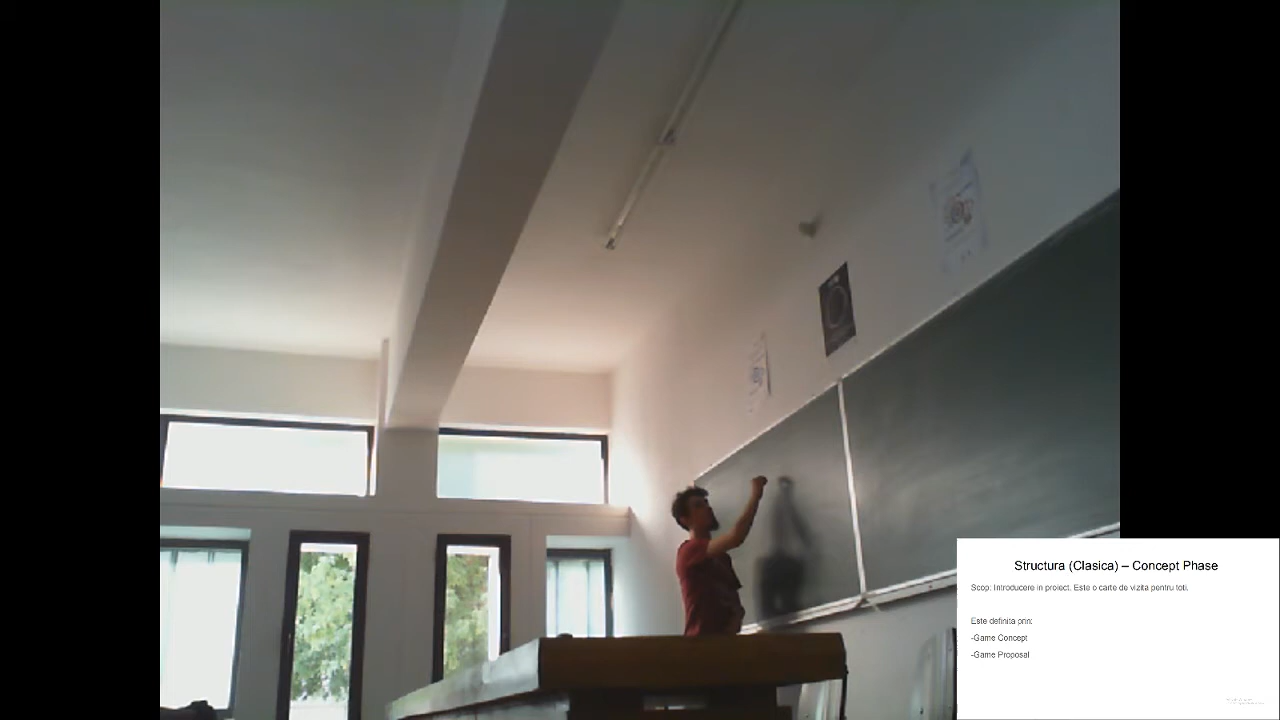 Structura (Clasica) – Concept Phase
Scop: Introducere in proiect. Este o carte de vizita pentru toti.
Este definita prin:
-Game Concept
-Game Proposal